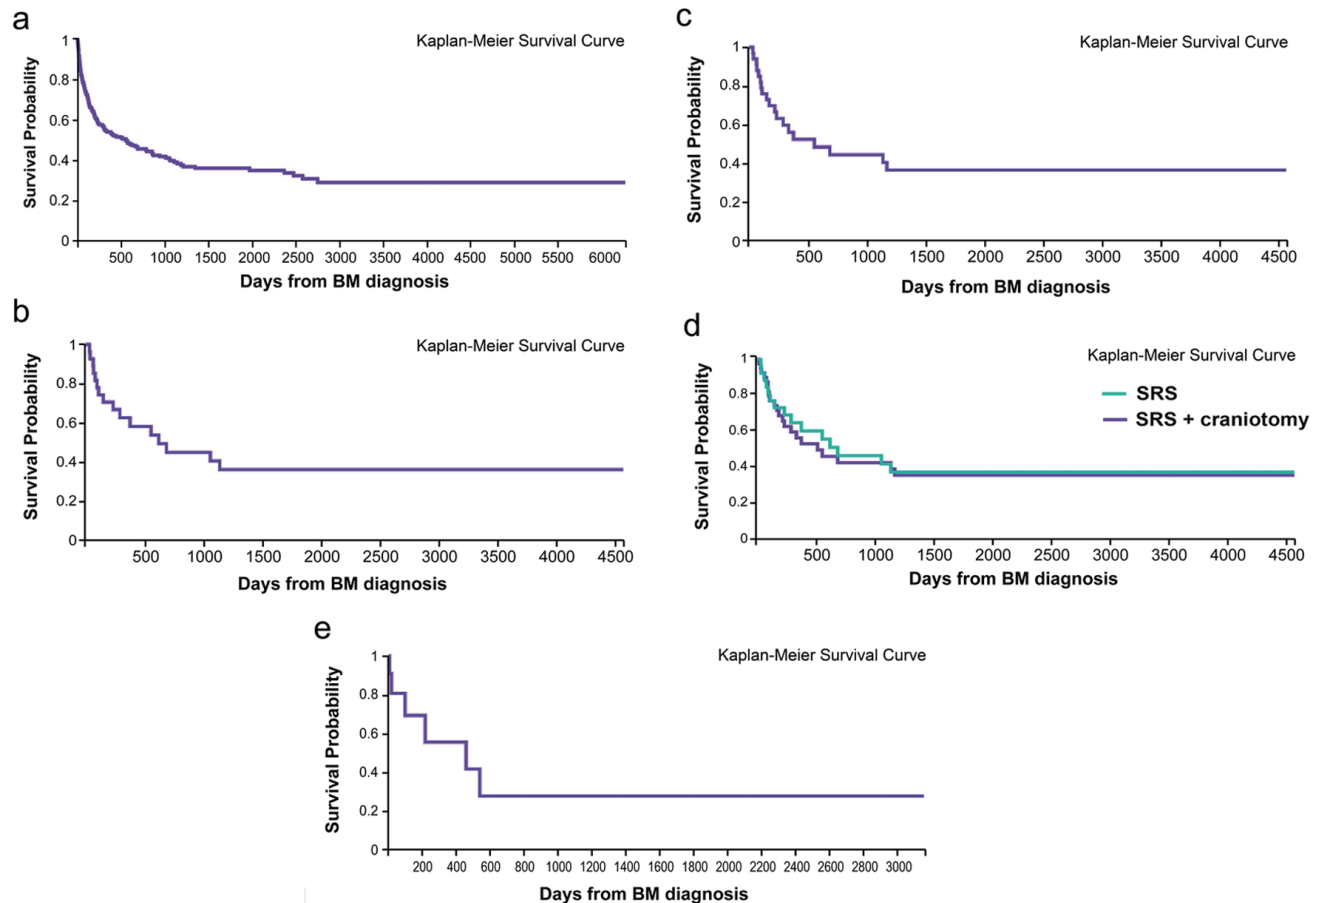 a
Kaplan-Meier Survival Curve
Survival Probability
1
0.8
0.6
0.4
0.2
0
500 1000 1500 2000 2500 3000 3500 4000 4500 5000 5500 6000
Days from BM diagnosis
c
Kaplan-Meier Survival Curve
Survival Probability
1
0.8
0.6
0.4
0.2
0
500 1000 1500 2000 2500 3000 3500 4000 4500
Days from BM diagnosis
b
Kaplan-Meier Survival Curve
Survival Probability
1
0.8
0.6
0.4
0.2
0
500 1000 1500 2000 2500 3000 3500 4000 4500
Days from BM diagnosis
d
Kaplan-Meier Survival Curve
SRS
SRS + craniotomy
Survival Probability
1
0.8
0.6
0.4
0.2
0
500 1000 1500 2000 2500 3000 3500 4000 4500
Days from BM diagnosis
e
Kaplan-Meier Survival Curve
Survival Probability
1
0.8
0.6
0.4
0.2
0
200 400 600 800 1000 1200 1400 1600 1800 2000 2200 2400 2600 2800 3000
Days from BM diagnosis